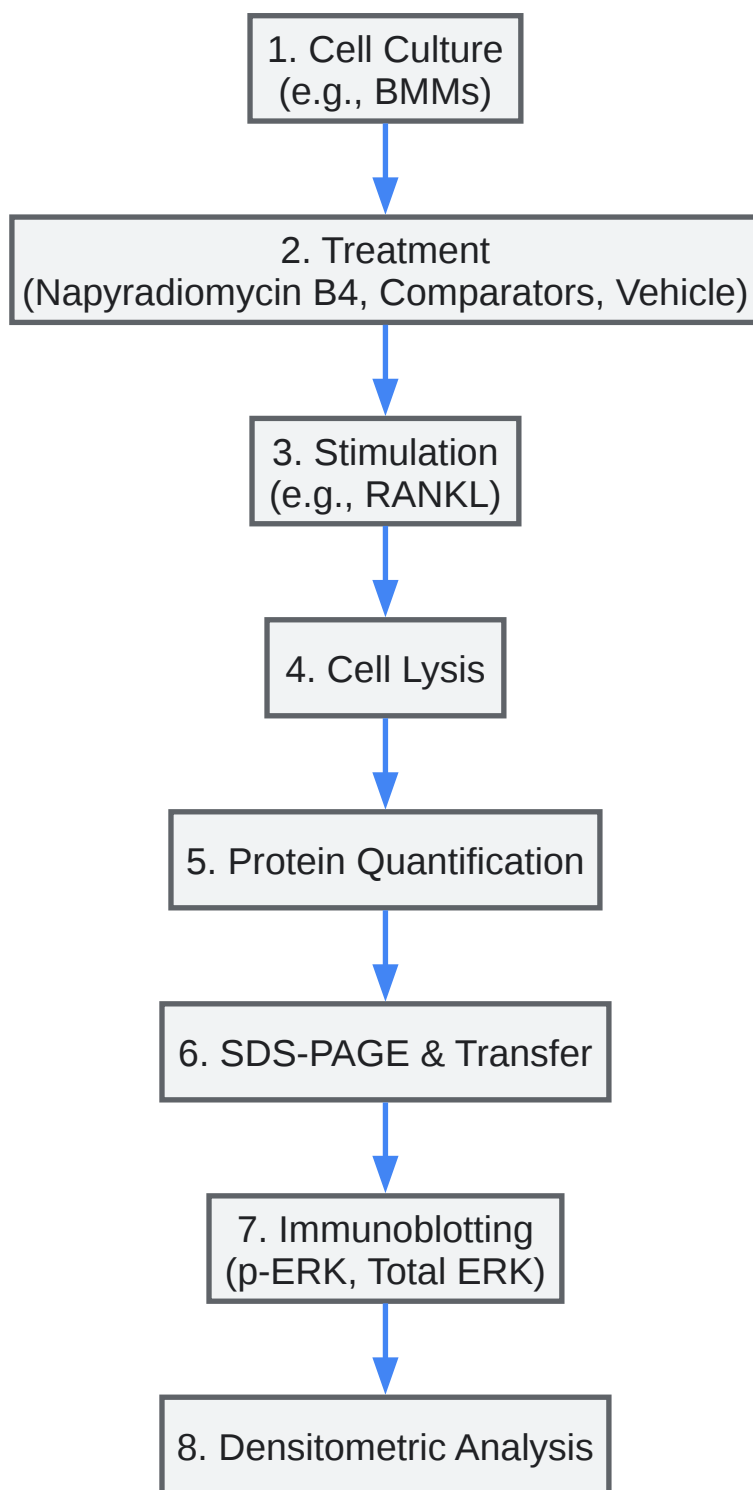 1. Cell Culture
(e.g., BMMs)
2. Treatment
(Napyradiomycin B4, Comparators, Vehicle)
3. Stimulation
(e.g., RANKL)
4. Cell Lysis
5. Protein Quantification
6. SDS-PAGE & Transfer
7. Immunoblotting
(p-ERK, Total ERK)
8. Densitometric Analysis